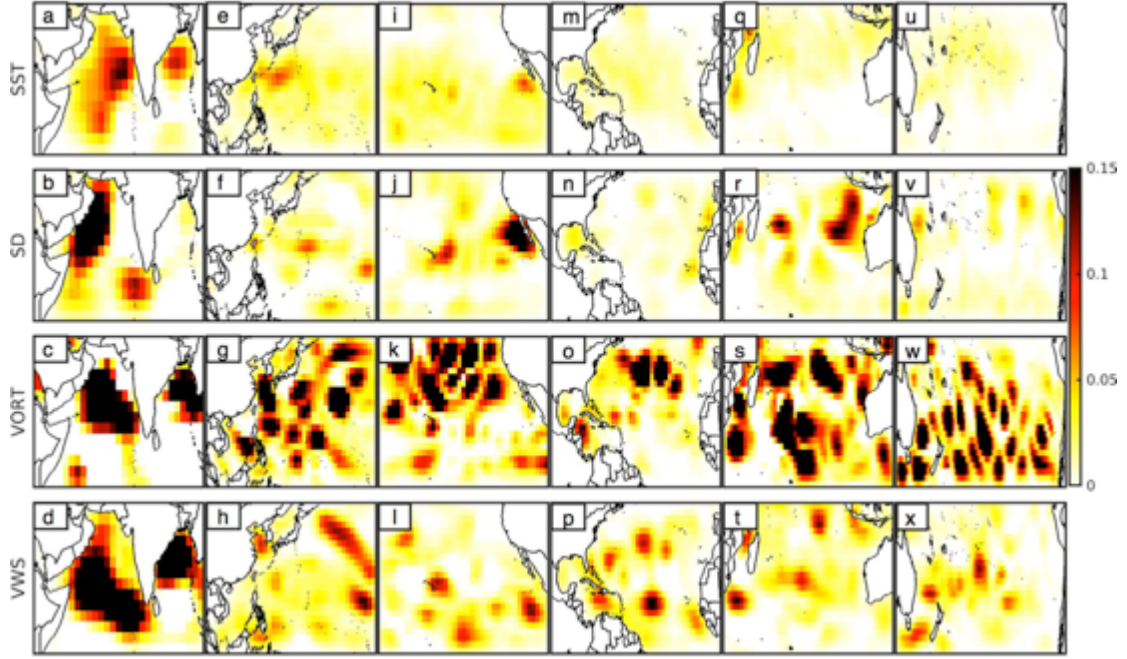 a e i m q u
SST
b f j n r v
SD
0.15
0.1
0.05
0
c g k o s w
VORT
d h l p t x
VWS